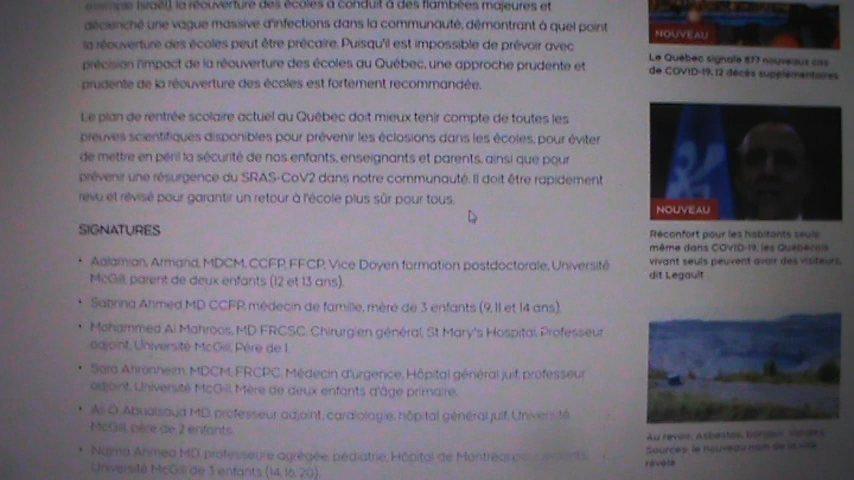 exemple Israël) la réouverture des écoles a conduit à des flambées majeures et
déclenché une vague massive d'infections dans la communauté, démontrant à quel point
la réouverture des écoles peut être précaire. Puisqu'il est impossible de prévoir avec
précision l'impact de la réouverture des écoles au Québec, une approche prudente et
prudente de la réouverture des écoles est fortement recommandée.
Le plan de rentrée scolaire actuel au Québec doit mieux tenir compte de toutes les
preuves scientifiques disponibles pour prévenir les éclosions dans les écoles, pour éviter
de mettre en péril la sécurité de nos enfants, enseignants et parents, ainsi que pour
prévenir une résurgence du SRAS-CoV2 dans notre communauté. Il doit être rapidement
revu et révisé pour garantir un retour à l'école plus sûr pour tous.
SIGNATURES
• Aalamian, Armand, MDCM, CCFP, FFCP, Vice Doyen formation postdoctorale, Université
McGill, parent de deux enfants (12 et 13 ans).
• Sabrina Ahmed MD CCFP, médecin de famille, mère de 3 enfants (9, 11 et 14 ans).
• Mohammed Al Mahroos, MD FRCSC. Chirurgien général, St Mary's Hospital. Professeur
adjoint, Université McGill. Père de 1.
• Sara Ahronheim, MDCM, FRCPC, Médecin d'urgence, Hôpital général juif, professeur
adjoint, Université McGill. Mère de deux enfants d'âge primaire.
• Ali O. Abualsaud MD, professeur adjoint, cardiologie, hôpital général juif, Université
McGill, père de 2 enfants.
• Najma Ahmed MD, professeure agrégée, pédiatrie, Hôpital de Montréal pour enfants,
Université McGill de 3 enfants (14, 16, 20).
NOUVEAU
Le Québec signale 877 nouveaux cas
de COVID-19, 12 décès supplémentaires
NOUVEAU
Réconfort pour les habitants seuls
même dans COVID-19, les Québécois
vivant seuls peuvent avoir des visiteurs,
dit Legault
Au revoir, Asbestos, Bonjour,
Sources: le nouveau nom de la ville
révélé